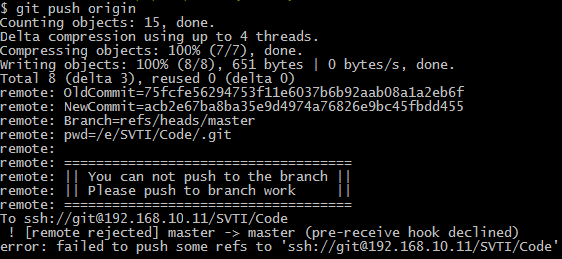 $ git push origin
Counting objects: 15, done.
Delta compression using up to 4 threads.
Compressing objects: 100% (7/7), done.
Writing objects: 100% (8/8), 651 bytes | 0 bytes/s, done.
Total 8 (delta 3), reused 0 (delta 0)
remote: OldCommit=75fcfe56294753f11e6037b6b92aab08a1a2eb6f
remote: NewCommit=acb2e67ba8ba35e9d4974a76826e9bc45fbdd455
remote: Branch=refs/heads/master
remote: pwd=/e/SVTI/Code/.git
remote:
remote: ====================================
remote: || You can not push to the branch ||
remote: || Please push to branch work     ||
remote: ====================================
To ssh://git@192.168.10.11/SVTI/Code
 ! [remote rejected] master -> master (pre-receive hook declined)
error: failed to push some refs to 'ssh://git@192.168.10.11/SVTI/Code'